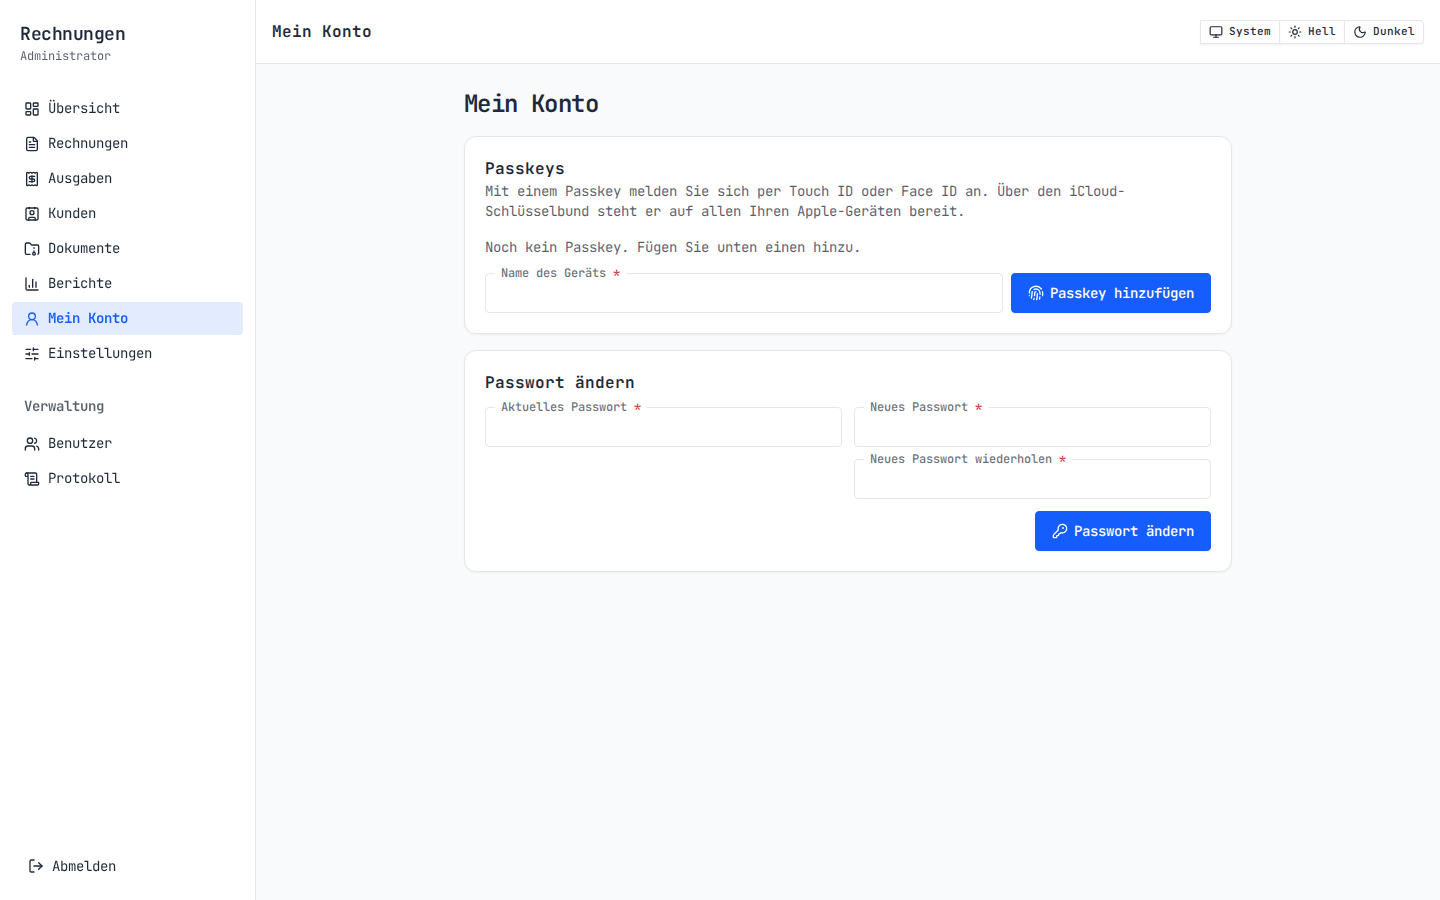 Rechnungen
Administrator
Übersicht
Rechnungen
Ausgaben
Kunden
Dokumente
Berichte
Mein Konto
Einstellungen
Verwaltung
Benutzer
Protokoll
Abmelden
Mein Konto
System
Hell
Dunkel
Mein Konto
Passkeys
Mit einem Passkey melden Sie sich per Touch ID oder Face ID an. Über den iCloud-
Schlüsselbund steht er auf allen Ihren Apple-Geräten bereit.
Noch kein Passkey. Fügen Sie unten einen hinzu.
Name des Geräts *
Passkey hinzufügen
Passwort ändern
Aktuelles Passwort *
Neues Passwort *
Neues Passwort wiederholen *
Passwort ändern